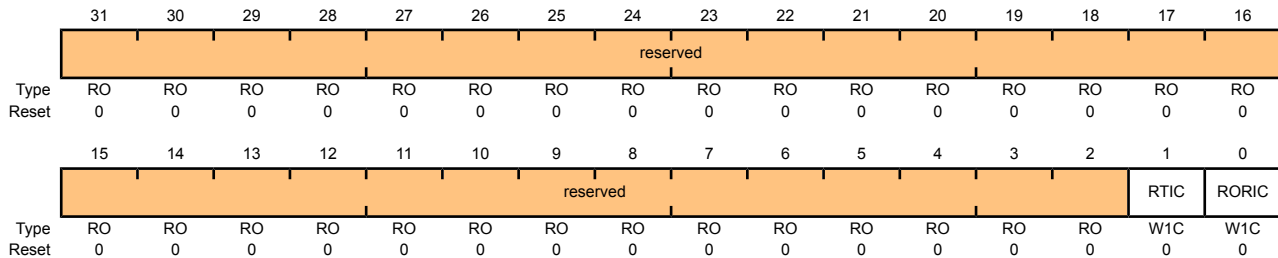 31 30 29 28 27 26 25 24 23 22 21 20 19 18 17 16
reserved
Type RO RO RO RO RO RO RO RO RO RO RO RO RO RO RO RO
Reset 0 0 0 0 0 0 0 0 0 0 0 0 0 0 0 0
15 14 13 12 11 10 9 8 7 6 5 4 3 2 1 0
reserved RTIC RORIC
Type RO RO RO RO RO RO RO RO RO RO RO RO RO RO W1C W1C
Reset 0 0 0 0 0 0 0 0 0 0 0 0 0 0 0 0